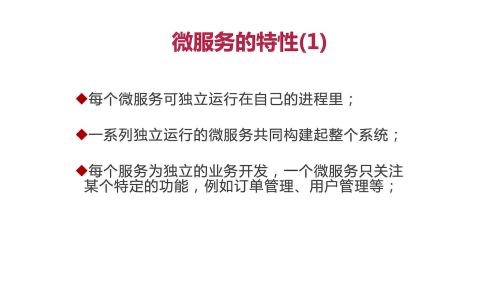 微服务的特性(1)
◆每个微服务可独立运行在自己的进程里；
◆一系列独立运行的微服务共同构建起整个系统；
◆每个服务为独立的业务开发，一个微服务只关注
某个特定的功能，例如订单管理、用户管理等；